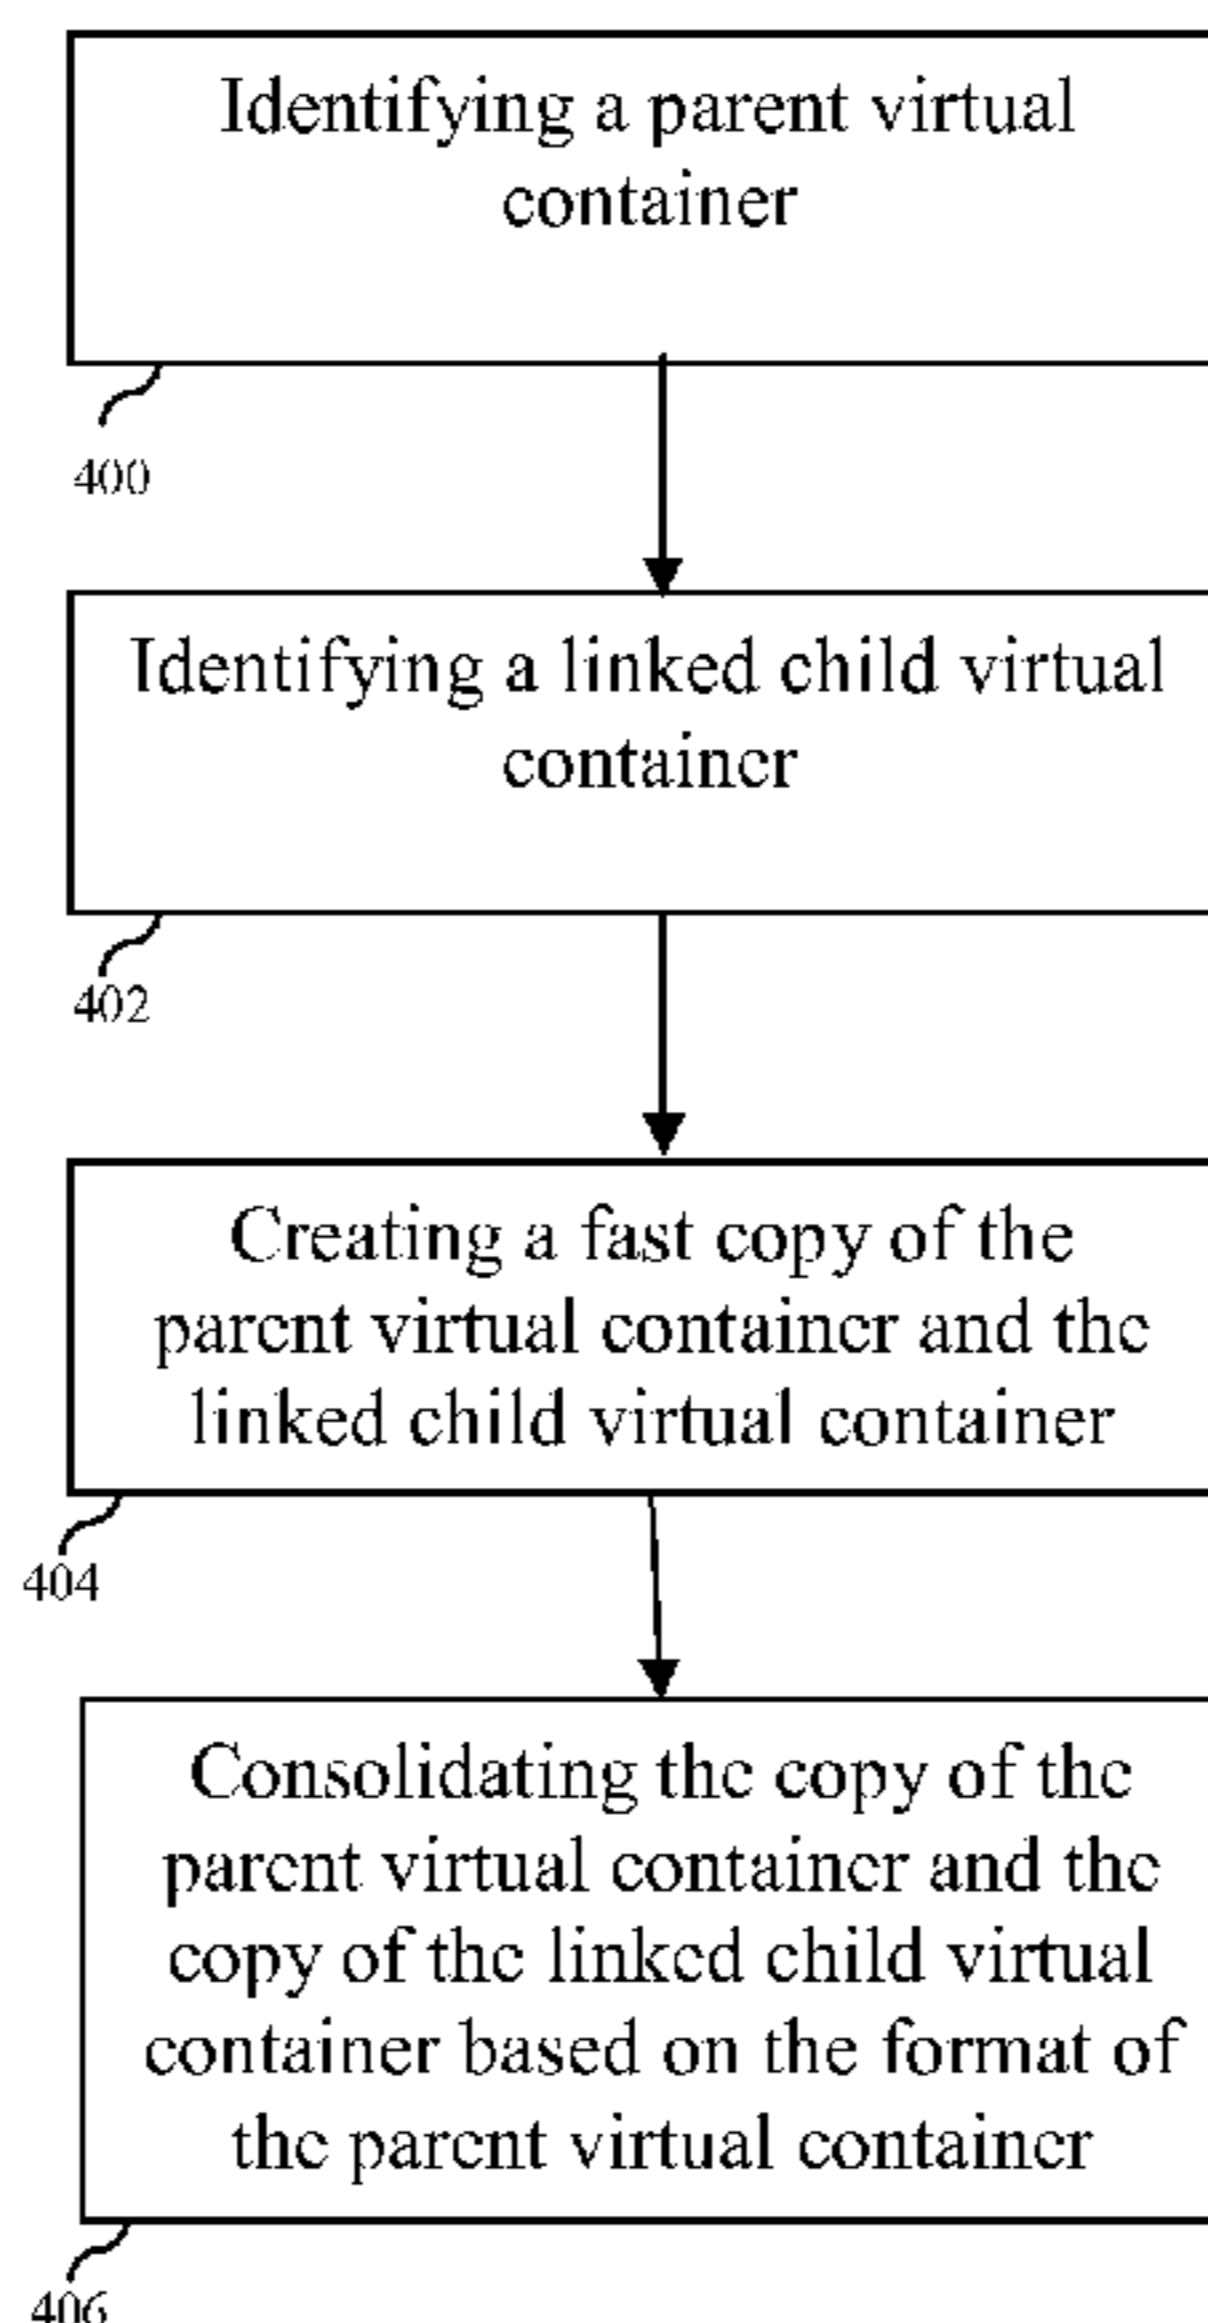 Identifying a parent virtual
container
400
Identifying a linked child virtual
container
402
Creating a fast copy of the
parent virtual container and the
linked child virtual container
404
Consolidating the copy of the
parent virtual container and the
copy of the linked child virtual
container based on the format of
the parent virtual container
406